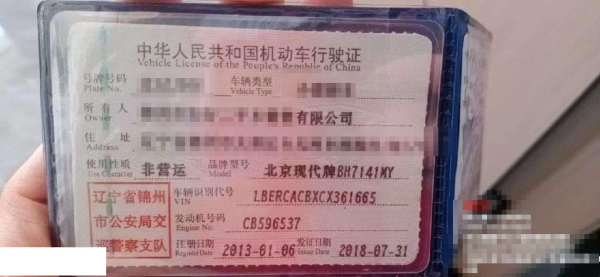 中华人民共和国机动车行驶证
Vehicle License of the People's Republic of China
号牌号码 车辆类型
Plate No. Vehicle Type
所有人 有限公司
Owner
住址
Address
使用性质 非营运 品牌型号 北京现代牌BH7141MY
Use Character Model
辽宁省锦州 车辆识别代号 LBERCACBXCX361665
VIN
市公安局交 发动机号码 CB596537
Engine No.
巡警察支队 注册日期 2013-01-06 发证日期 2018-07-31
Register Date Issue Date